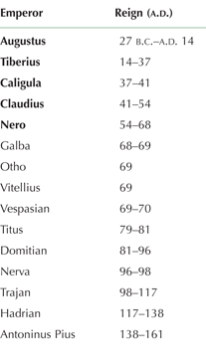 Emperor Reign (A.D.)
Augustus 27 B.C.–A.D. 14
Tiberius 14–37
Caligula 37–41
Claudius 41–54
Nero 54–68
Galba 68–69
Otho 69
Vitellius 69
Vespasian 69–70
Titus 79–81
Domitian 81–96
Nerva 96–98
Trajan 98–117
Hadrian 117–138
Antoninus Pius 138–161